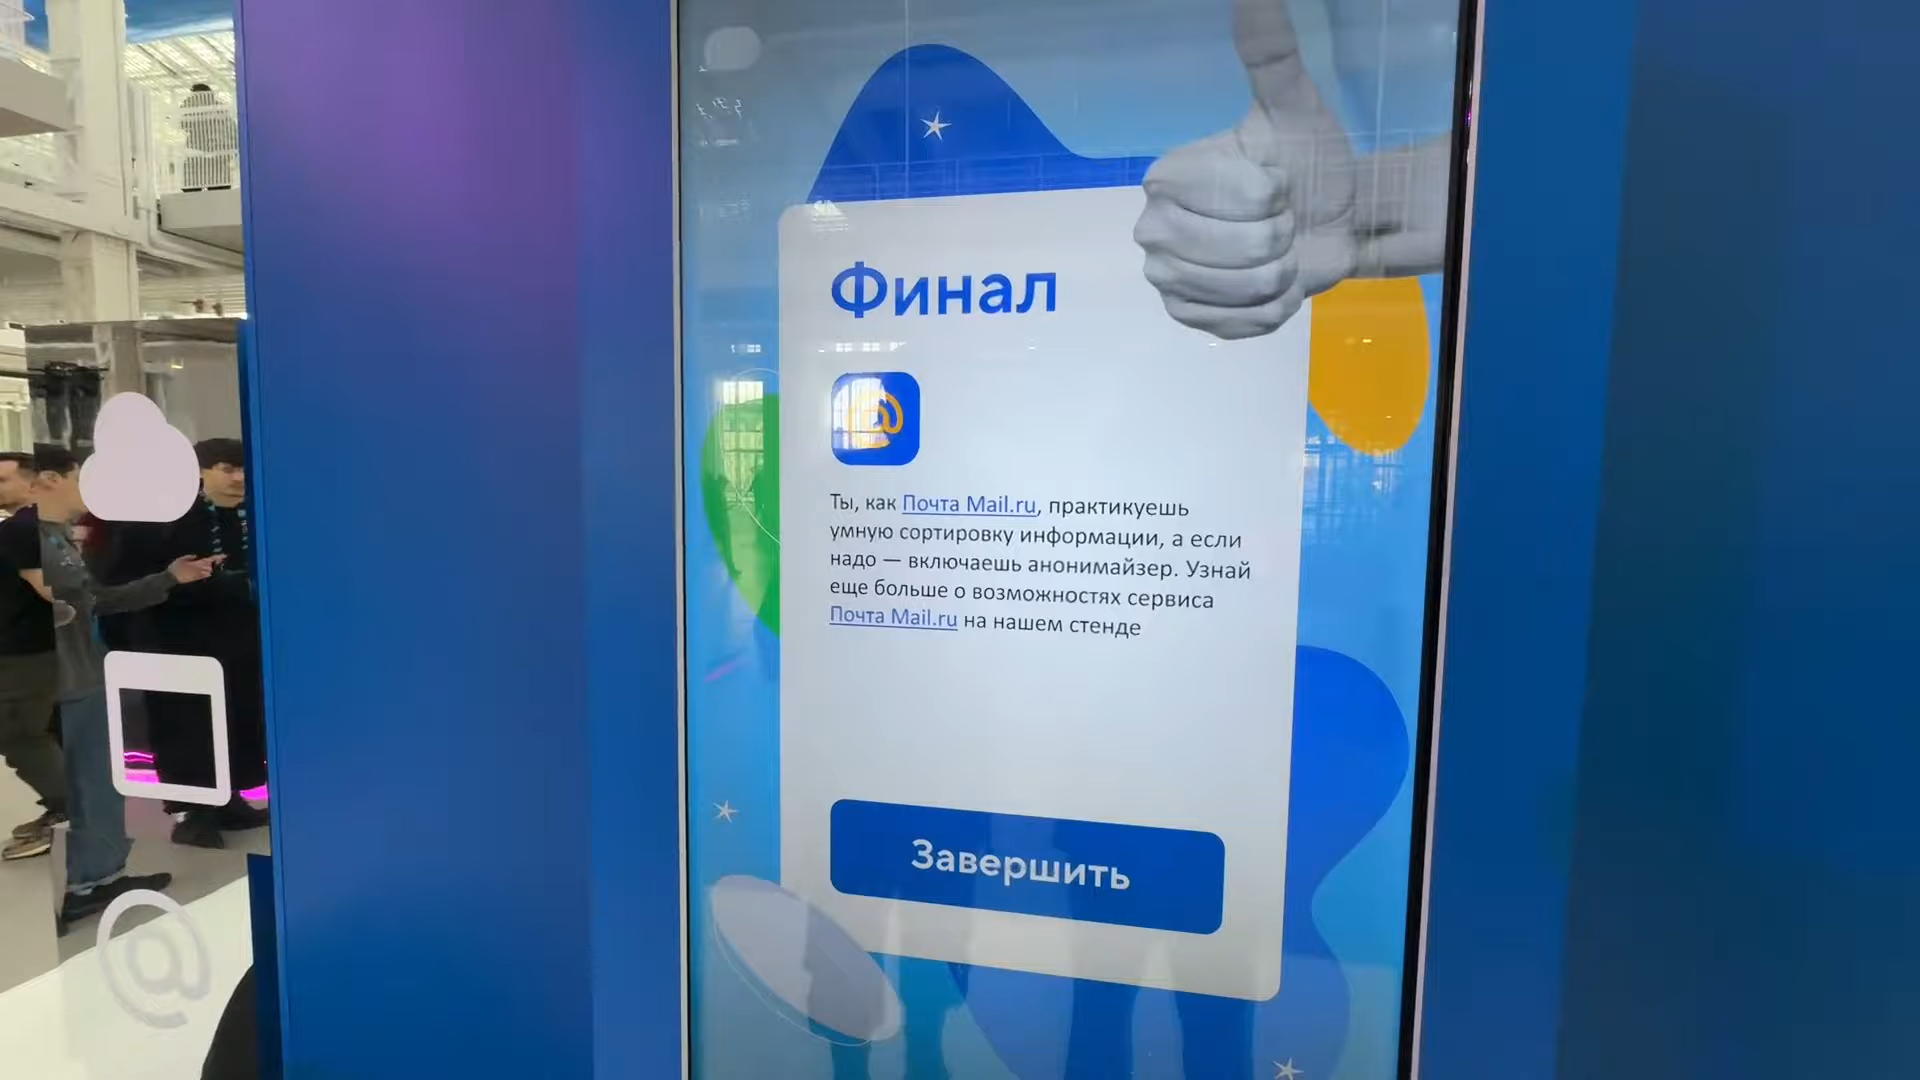 Финал
Ты, как Почта Mail.ru, практикуешь
умную сортировку информации, а если
надо — включаешь анонимайзер. Узнай
еще больше о возможностях сервиса
Почта Mail.ru на нашем стенде
Завершить